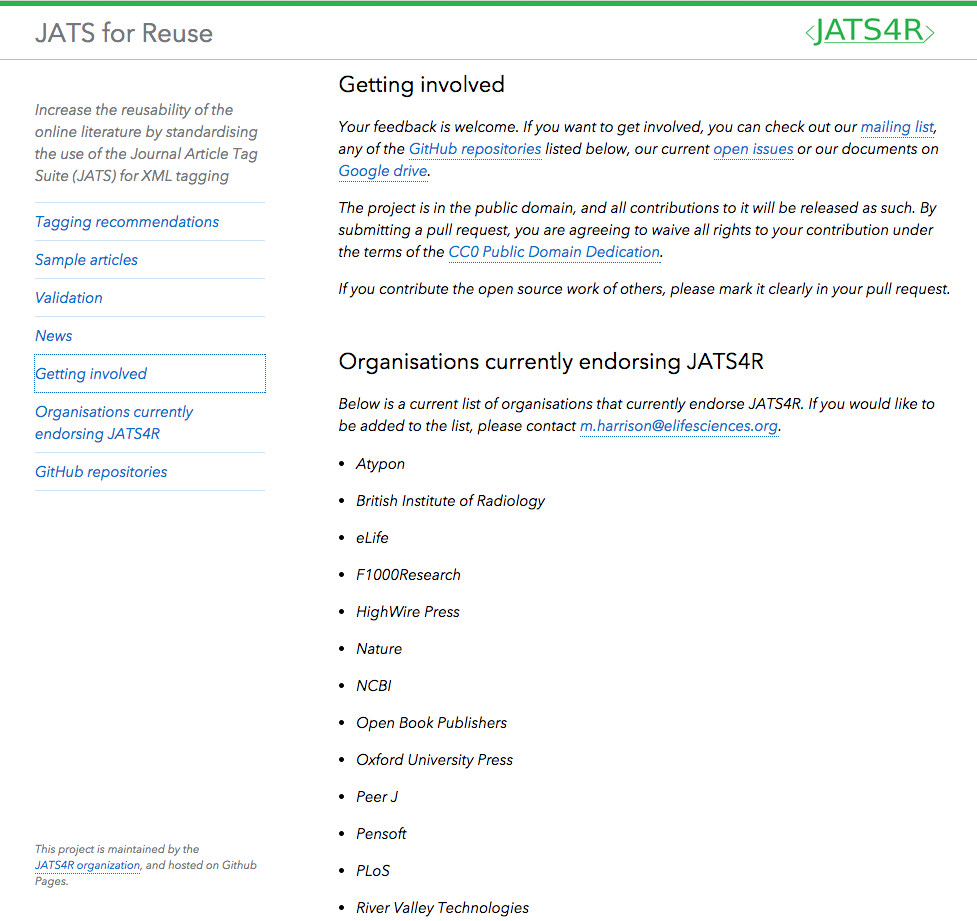 JATS for Reuse
<JATS4R>
Increase the reusability of the
online literature by standardising
the use of the Journal Article Tag
Suite (JATS) for XML tagging
Tagging recommendations
Sample articles
Validation
News
Getting involved
Organisations currently
endorsing JATS4R
GitHub repositories
This project is maintained by the
JATS4R organization, and hosted on Github
Pages.
Getting involved
Your feedback is welcome. If you want to get involved, you can check out our mailing list,
any of the GitHub repositories listed below, our current open issues or our documents on
Google drive.
The project is in the public domain, and all contributions to it will be released as such. By
submitting a pull request, you are agreeing to waive all rights to your contribution under
the terms of the CC0 Public Domain Dedication.
If you contribute the open source work of others, please mark it clearly in your pull request.
Organisations currently endorsing JATS4R
Below is a current list of organisations that currently endorse JATS4R. If you would like to
be added to the list, please contact m.harrison@elifesciences.org.
• Atypon
• British Institute of Radiology
• eLife
• F1000Research
• HighWire Press
• Nature
• NCBI
• Open Book Publishers
• Oxford University Press
• Peer J
• Pensoft
• PLoS
• River Valley Technologies